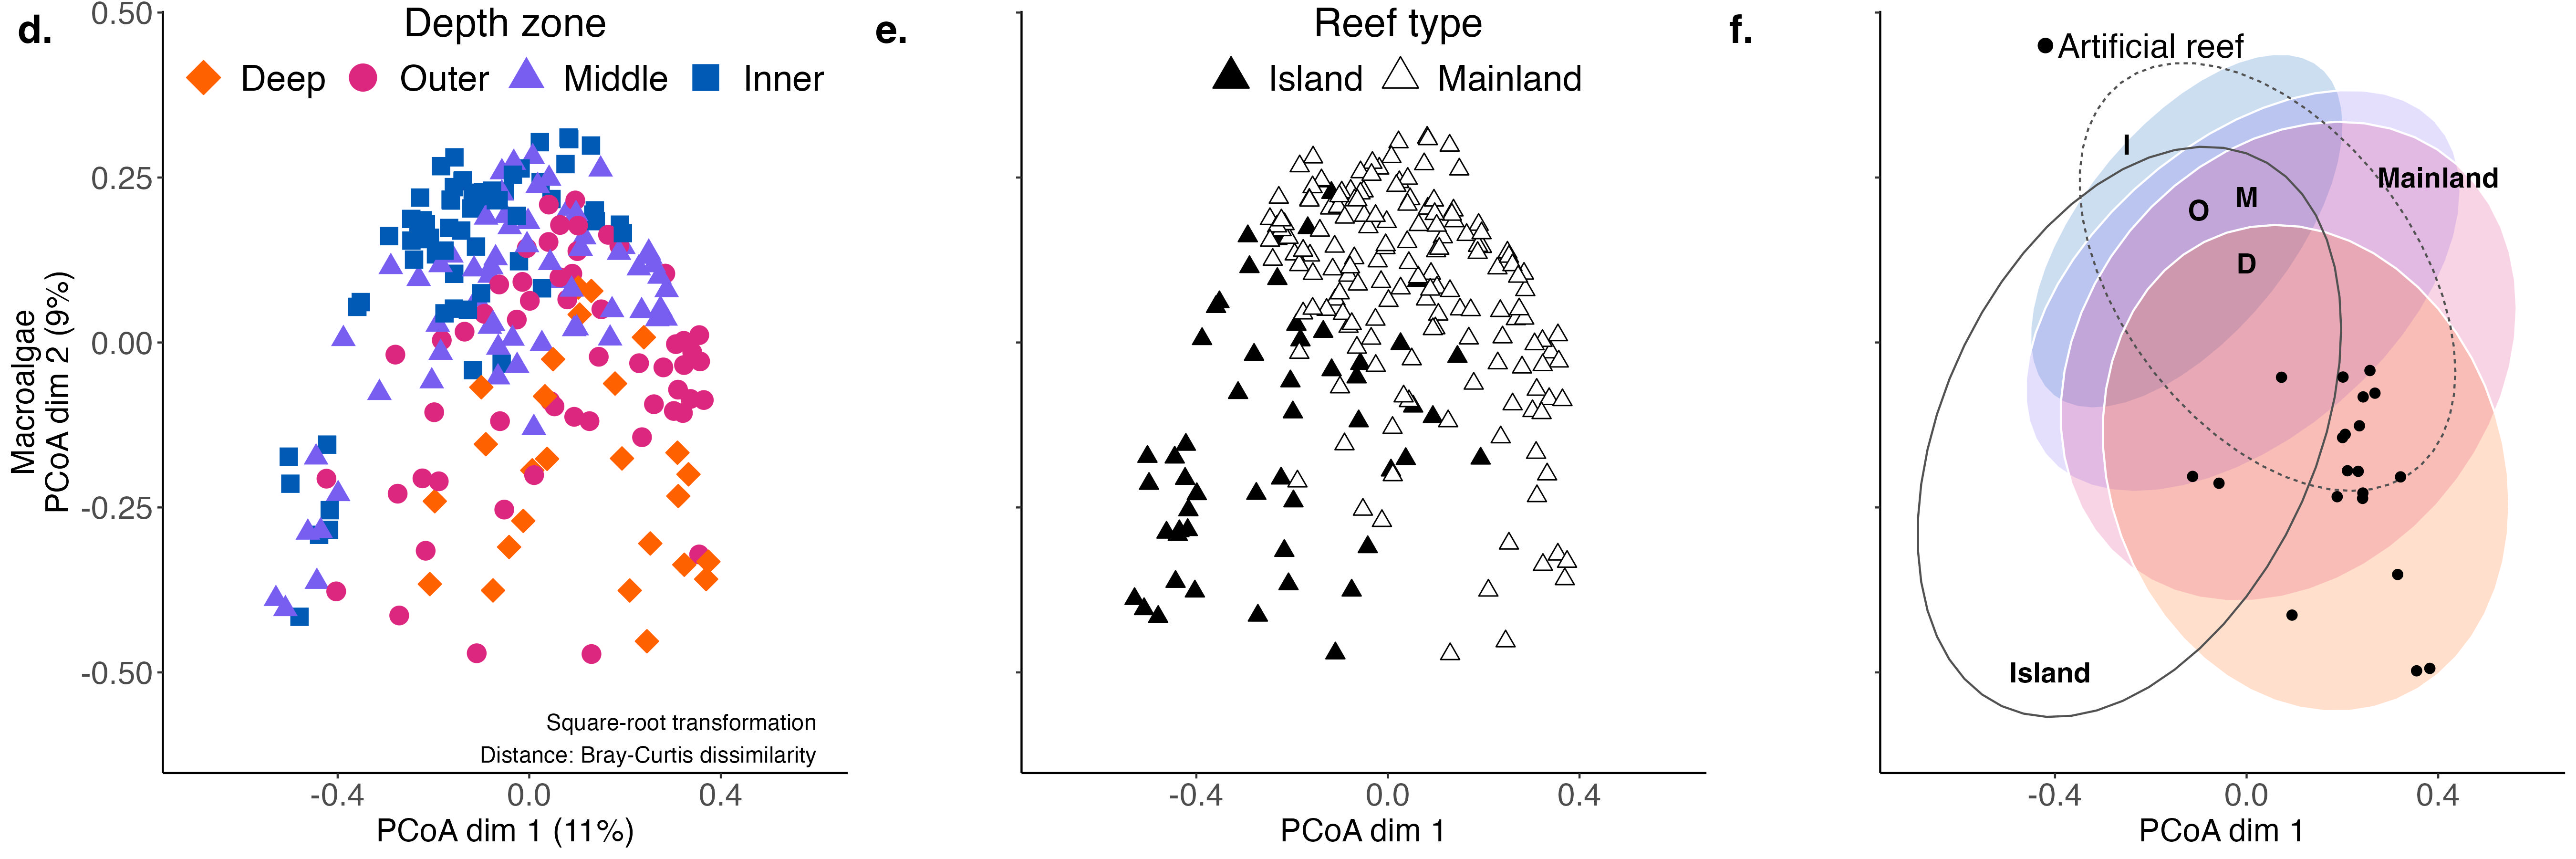 d.
Depth zone
Deep Outer Middle Inner
0.50
0.25
0.00
-0.25
-0.50
Macroalgae
PCoA dim 2 (9%)
Square-root transformation
Distance: Bray-Curtis dissimilarity
-0.4 0.0 0.4
PCoA dim 1 (11%)
e.
Reef type
Island Mainland
-0.4 0.0 0.4
PCoA dim 1
f.
Artificial reef
I
Mainland
M
O
D
Island
-0.4 0.0 0.4
PCoA dim 1